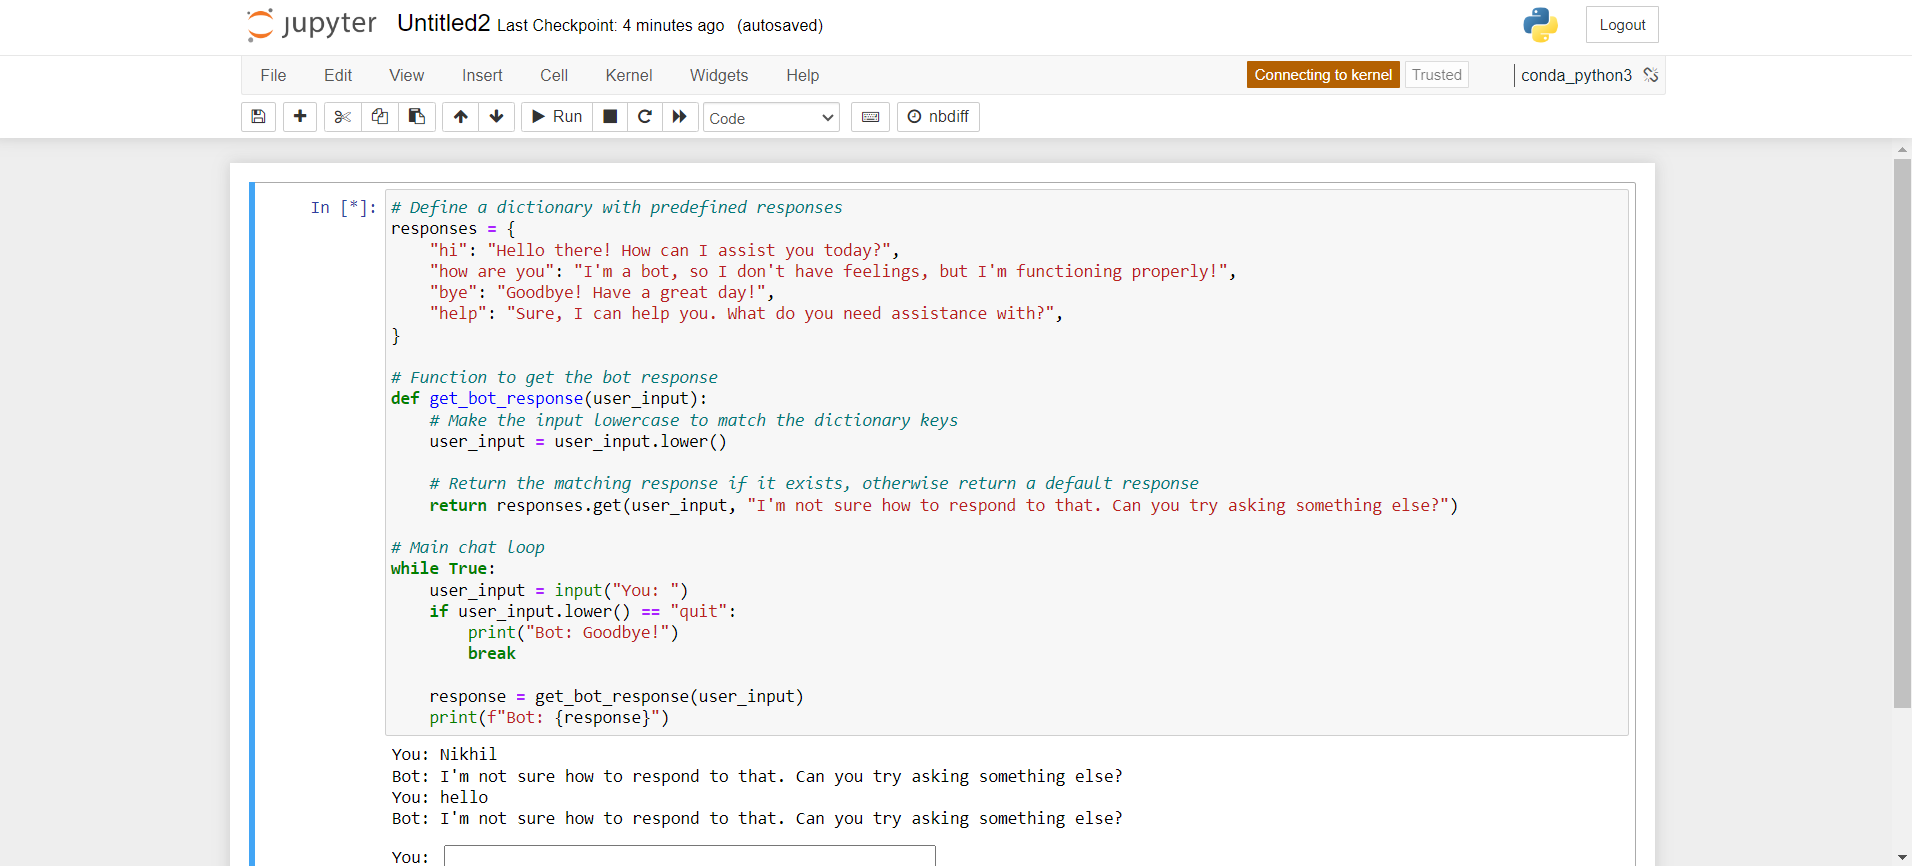 jupyter Untitled2 Last Checkpoint: 4 minutes ago (autosaved) Logout
File Edit View Insert Cell Kernel Widgets Help Connecting to kernel Trusted conda_python3
Run Code nbdiff
In [*]: # Define a dictionary with predefined responses
responses = {
    "hi": "Hello there! How can I assist you today?",
    "how are you": "I'm a bot, so I don't have feelings, but I'm functioning properly!",
    "bye": "Goodbye! Have a great day!",
    "help": "Sure, I can help you. What do you need assistance with?",
}
# Function to get the bot response
def get_bot_response(user_input):
    # Make the input lowercase to match the dictionary keys
    user_input = user_input.lower()
    # Return the matching response if it exists, otherwise return a default response
    return responses.get(user_input, "I'm not sure how to respond to that. Can you try asking something else?")
# Main chat loop
while True:
    user_input = input("You: ")
    if user_input.lower() == "quit":
        print("Bot: Goodbye!")
        break
    response = get_bot_response(user_input)
    print(f"Bot: {response}")
You: Nikhil
Bot: I'm not sure how to respond to that. Can you try asking something else?
You: hello
Bot: I'm not sure how to respond to that. Can you try asking something else?
You: